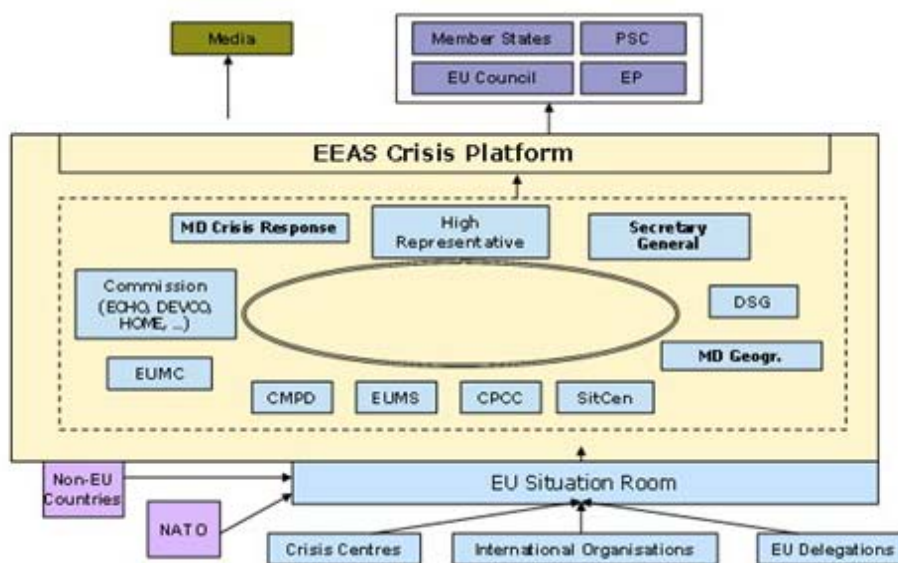 Media
Member States
PSC
EU Council
EP
EEAS Crisis Platform
MD Crisis Response
High
Representative
Secretary
General
Commission
(ECHO, DEVCO,
HOME, ...)
DSG
MD Geogr.
EUMC
CMPD
EUMS
CPCC
SitCen
Non-EU
Countries
EU Situation Room
NATO
Crisis Centres
International Organisations
EU Delegations